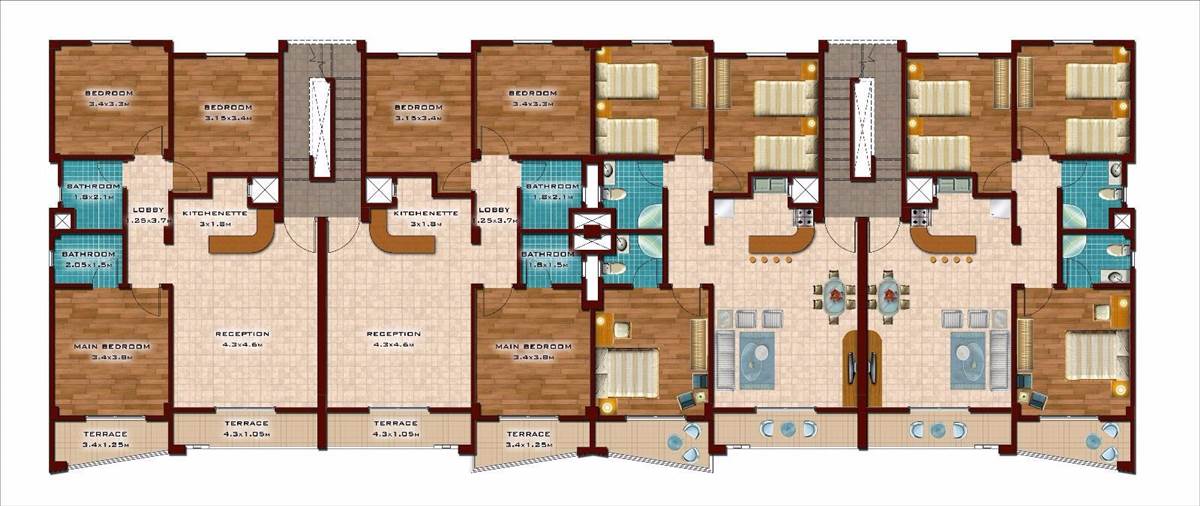 BEDROOM
3.4x3.3M
BEDROOM
3.15x3.4M
BEDROOM
3.15x3.4M
BEDROOM
3.4x3.3M
BATHROOM
1.8x2.1M
LOBBY
1.25x3.7M
KITCHENETTE
3x1.8M
KITCHENETTE
3x1.8M
LOBBY
1.25x3.7M
BATHROOM
1.8x2.1M
BATHROOM
2.05x1.5M
BATHROOM
1.8x1.5M
MAIN BEDROOM
3.4x3.8M
RECEPTION
4.3x4.6M
RECEPTION
4.3x4.6M
MAIN BEDROOM
3.4x3.8M
TERRACE
3.4x1.25M
TERRACE
4.3x1.05M
TERRACE
4.3x1.05M
TERRACE
3.4x1.25M